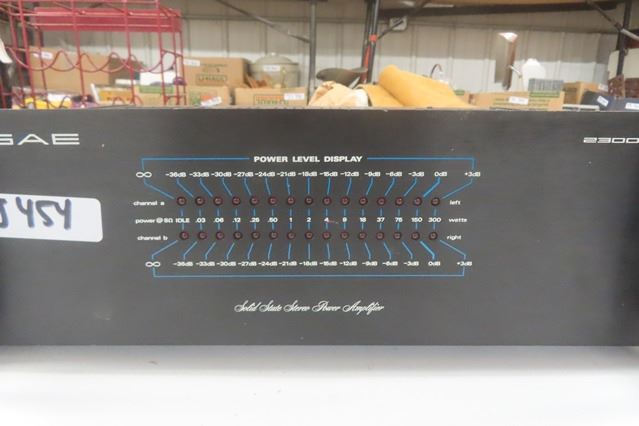 SAE
2300
J454
POWER LEVEL DISPLAY
∞ -36dB -33dB -30dB -27dB -24dB -21dB -18dB -15dB -12dB -9dB -6dB -3dB 0dB +3dB
channel a left
power@8Ω IDLE .03 .06 .12 .25 .50 1 2 4 9 18 37 75 150 300 watts
channel b right
∞ -36dB -33dB -30dB -27dB -24dB -21dB -18dB -15dB -12dB -9dB -6dB -3dB 0dB +3dB
Solid State Stereo Power Amplifier